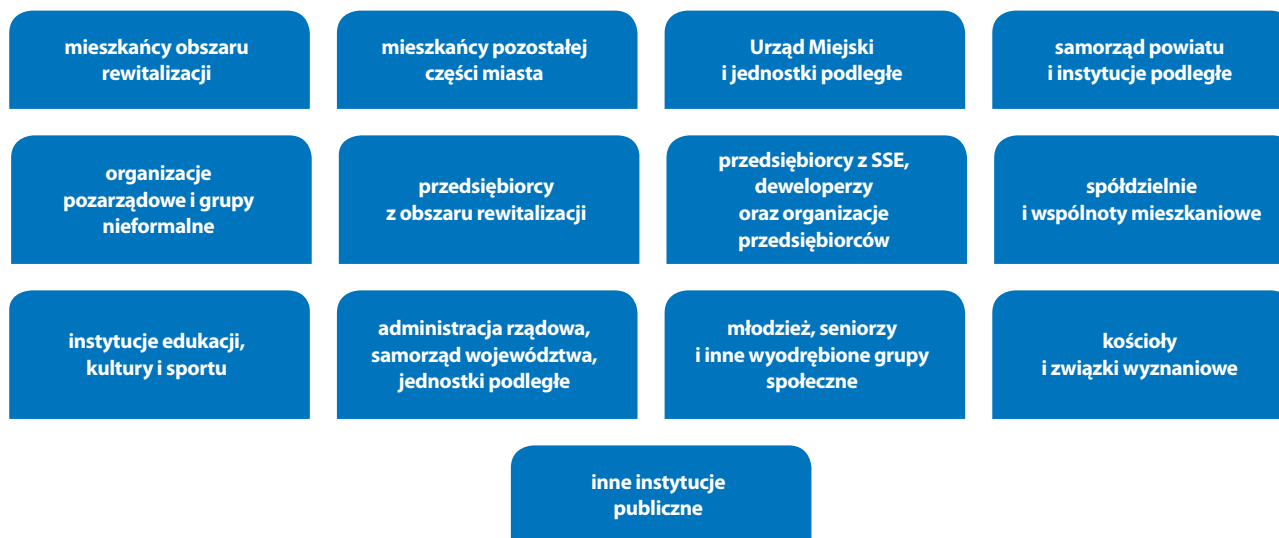 mieszkańcy obszaru
rewitalizacji
mieszkańcy pozostałej
części miasta
Urząd Miejski
i jednostki podległe
samorząd powiatu
i instytucje podległe
organizacje
pozarządowe i grupy
nieformalne
przedsiębiorcy
z obszaru rewitalizacji
przedsiębiorcy z SSE,
deweloperzy
oraz organizacje
przedsiębiorców
spółdzielnie
i wspólnoty mieszkaniowe
instytucje edukacji,
kultury i sportu
administracja rządowa,
samorząd województwa,
jednostki podległe
młodzież, seniorzy
i inne wyodrębione grupy
społeczne
kościoły
i związki wyznaniowe
inne instytucje
publiczne